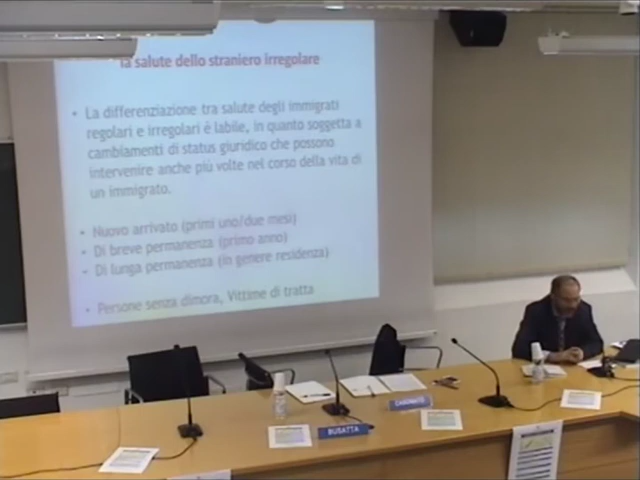 la salute dello straniero irregolare
• La differenziazione tra salute degli immigrati
regolari e irregolari è labile, in quanto soggetta a
cambiamenti di status giuridico che possono
intervenire anche più volte nel corso della vita di
un immigrato.
• Nuovo arrivato (primi uno/due mesi)
• Di breve permanenza (primo anno)
• Di lunga permanenza (in genere residenza)
• Persone senza dimora, Vittime di tratta
BUSATTA